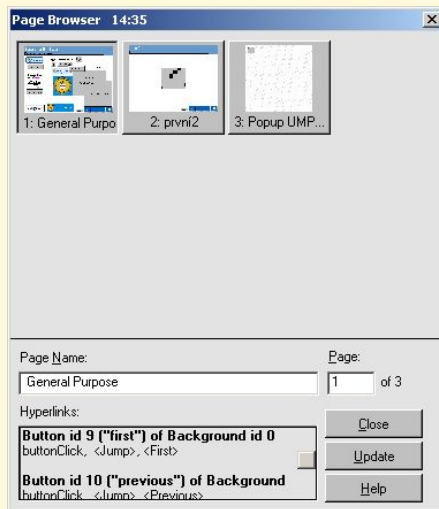 Page Browser 14:35
1: General Purpo
2: první2
3: Popup UMP...
Page Name:
Page:
General Purpose
1
of 3
Hyperlinks:
Close
Button id 9 ("first") of Background id 0
buttonClick, <Jump>, <First>
Update
Button id 10 ("previous") of Background
buttonClick, <Jump>, <Previous>
Help